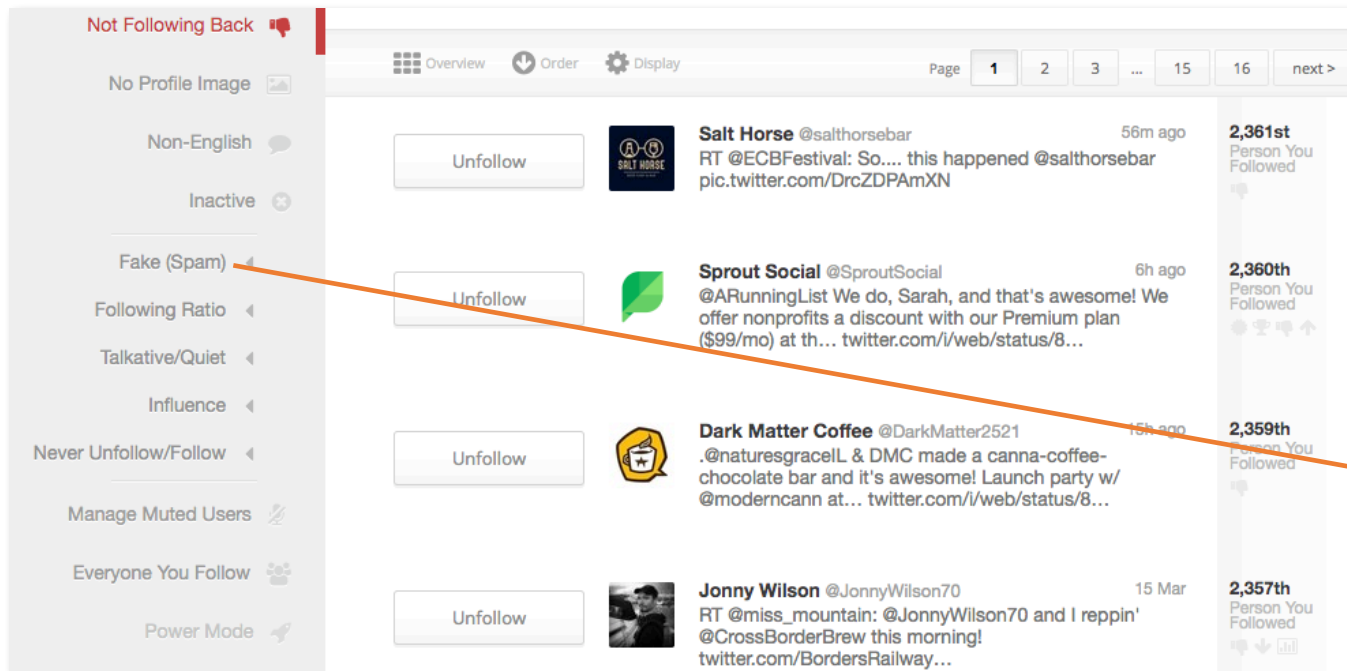 Not Following Back
No Profile Image
Non-English
Inactive
Fake (Spam)
Following Ratio
Talkative/Quiet
Influence
Never Unfollow/Follow
Manage Muted Users
Everyone You Follow
Power Mode
Overview Order Display
Page 1 2 3 ... 15 16 next >
Unfollow
SALT HORSE
Salt Horse @salthorsebar 56m ago
RT @ECBFestival: So.... this happened @salthorsebar
pic.twitter.com/DrcZDPAmXN
2,361st
Person You
Followed
Unfollow
Sprout Social @SproutSocial 6h ago
@ARunningList We do, Sarah, and that's awesome! We
offer nonprofits a discount with our Premium plan
($99/mo) at th... twitter.com/i/web/status/8...
2,360th
Person You
Followed
Unfollow
Dark Matter Coffee @DarkMatter2521 15h ago
.@naturesgraceIL & DMC made a canna-coffee-
chocolate bar and it's awesome! Launch party w/
@moderncann at... twitter.com/i/web/status/8...
2,359th
Person You
Followed
Unfollow
Jonny Wilson @JonnyWilson70 15 Mar
RT @miss_mountain: @JonnyWilson70 and I reppin'
@CrossBorderBrew this morning!
twitter.com/BordersRailway...
2,357th
Person You
Followed